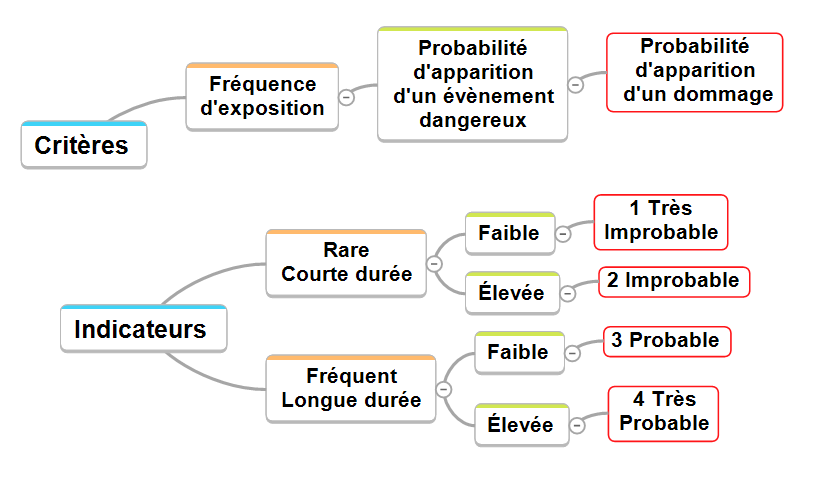 Critères
Fréquence
d'exposition
Probabilité
d'apparition
d'un évènement
dangereux
Probabilité
d'apparition
d'un dommage
Indicateurs
Rare
Courte durée
Faible
1 Très
Improbable
Élevée
2 Improbable
Fréquent
Longue durée
Faible
3 Probable
Élevée
4 Très
Probable